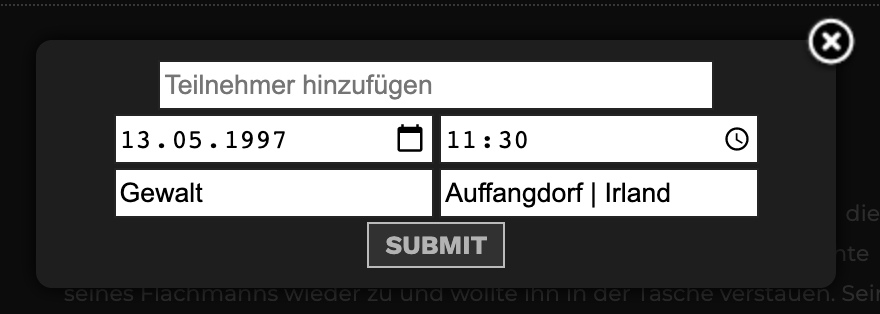 Teilnehmer hinzufügen
13.05.1997 11:30
Gewalt Auffangdorf | Irland
die
SUBMIT
nte
seines Flachmanns wieder zu und wollte ihn in der Tasche verstauen. Sein